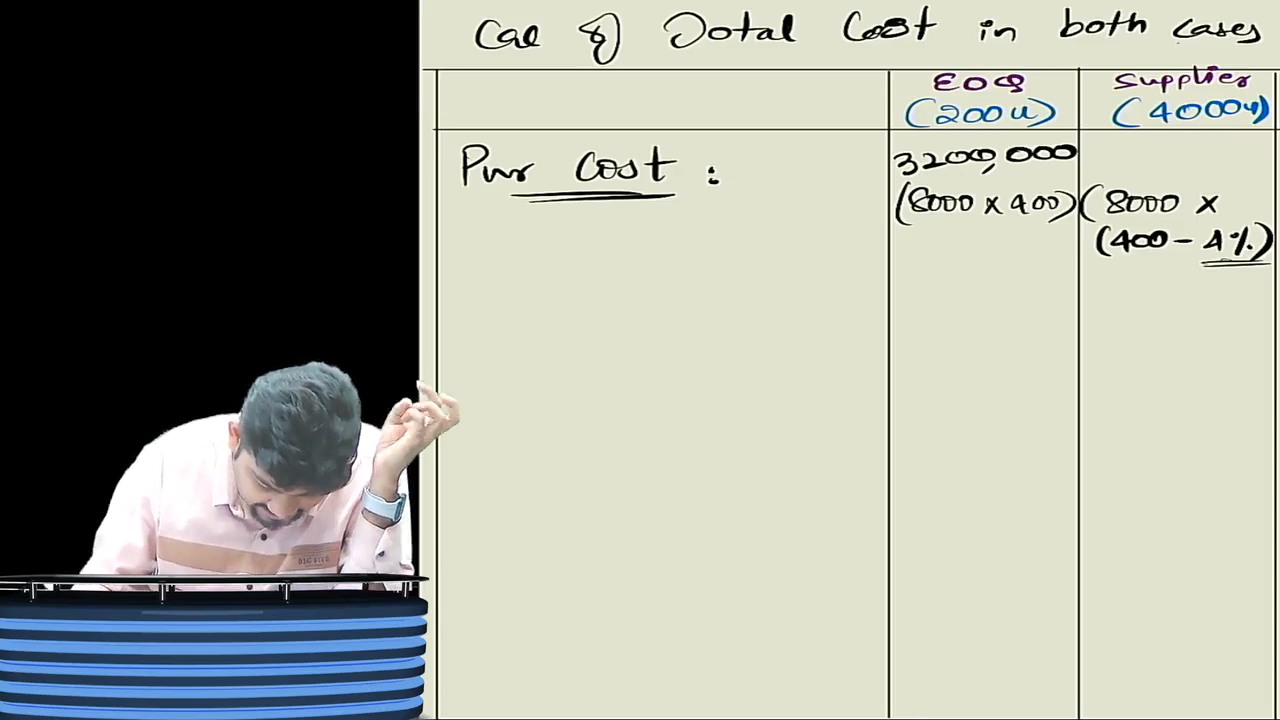 Cal of Total Cost in both cases
EOQ
(200u)
Supplier
(4000u)
Pur Cost :
3200,000
(8000 x 400)
(8000 x
(400 - 4%)